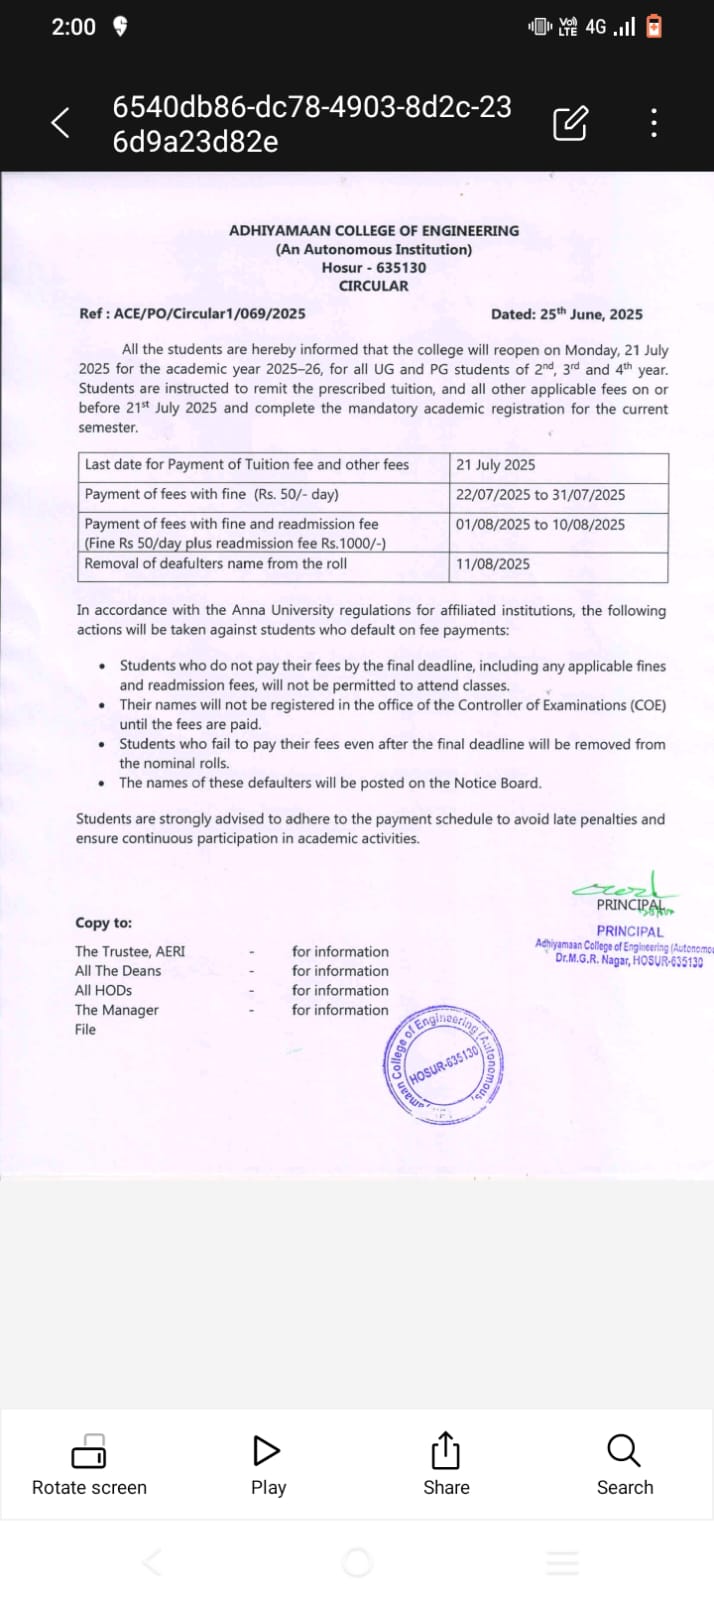 2:00
Vo)) LTE 4G
6540db86-dc78-4903-8d2c-23
6d9a23d82e
ADHIYAMAAN COLLEGE OF ENGINEERING
(An Autonomous Institution)
Hosur - 635130
CIRCULAR
Ref : ACE/PO/Circular1/069/2025 Dated: 25th June, 2025
All the students are hereby informed that the college will reopen on Monday, 21 July
2025 for the academic year 2025–26, for all UG and PG students of 2nd, 3rd and 4th year.
Students are instructed to remit the prescribed tuition, and all other applicable fees on or
before 21st July 2025 and complete the mandatory academic registration for the current
semester.
Last date for Payment of Tuition fee and other fees 21 July 2025
Payment of fees with fine (Rs. 50/- day) 22/07/2025 to 31/07/2025
Payment of fees with fine and readmission fee 01/08/2025 to 10/08/2025
(Fine Rs 50/day plus readmission fee Rs.1000/-)
Removal of deafulters name from the roll 11/08/2025
In accordance with the Anna University regulations for affiliated institutions, the following
actions will be taken against students who default on fee payments:
• Students who do not pay their fees by the final deadline, including any applicable fines
and readmission fees, will not be permitted to attend classes.
• Their names will not be registered in the office of the Controller of Examinations (COE)
until the fees are paid.
• Students who fail to pay their fees even after the final deadline will be removed from
the nominal rolls.
• The names of these defaulters will be posted on the Notice Board.
Students are strongly advised to adhere to the payment schedule to avoid late penalties and
ensure continuous participation in academic activities.
PRINCIPAL
PRINCIPAL
Adhiyamaan College of Engineering (Autonomou
Dr.M.G.R. Nagar, HOSUR-635130
Copy to:
The Trustee, AERI - for information
All The Deans - for information
All HODs - for information
The Manager - for information
File
College of Engineering (Autonomous)
HOSUR-635130
Rotate screen Play Share Search